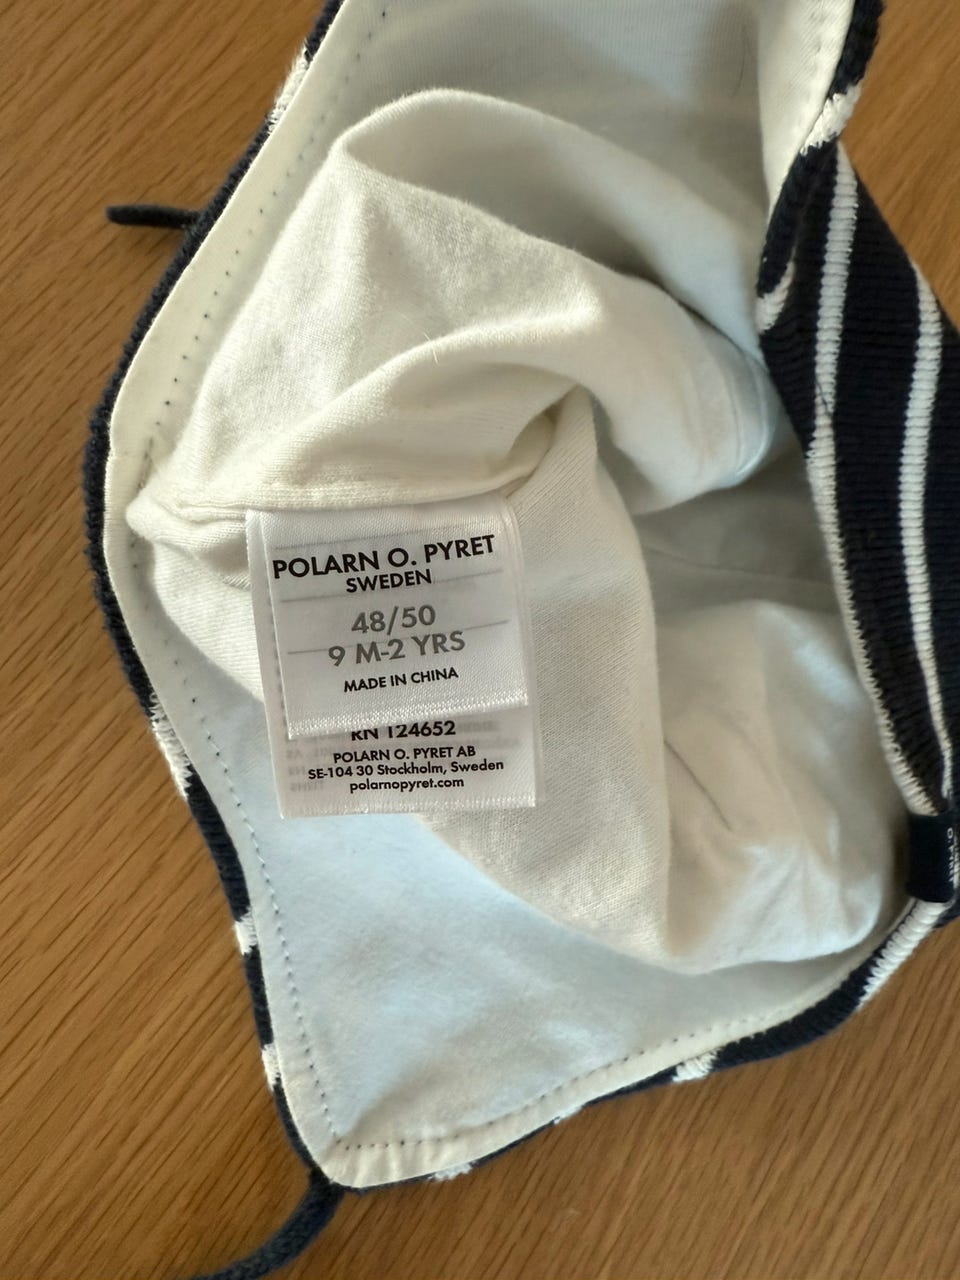 POLARN O. PYRET
SWEDEN
48/50
9 M-2 YRS
MADE IN CHINA
RN 124652
POLARN O. PYRET AB
SE-104 30 Stockholm, Sweden
polarnopyret.com